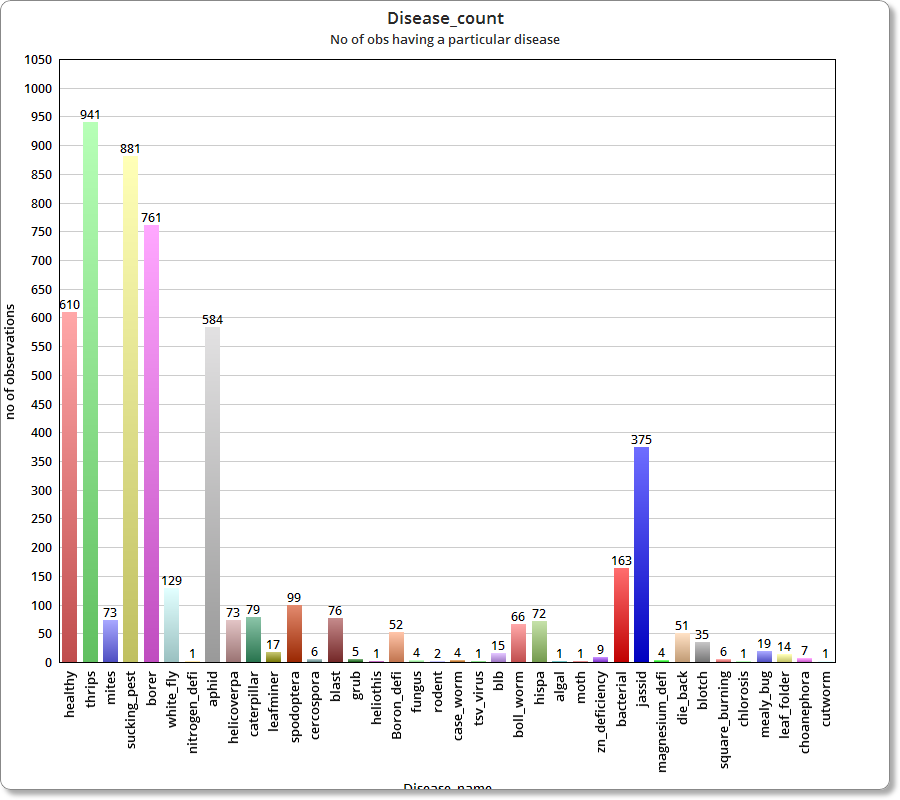 Disease_count
No of obs having a particular disease
1050
1000
950
900
850
800
750
700
650
600
550
500
450
400
350
300
250
200
150
100
50
0
no of observations
610
941
73
881
761
129
1
584
73
79
17
99
6
76
5
1
52
4
2
4
1
15
66
72
1
1
9
163
375
4
51
35
6
1
19
14
7
1
healthy
thrips
mites
sucking_pest
borer
white_fly
nitrogen_defi
aphid
helicoverpa
caterpillar
leafminer
spodoptera
cercospora
blast
grub
heliothis
Boron_defi
fungus
rodent
case_worm
tsv_virus
blb
boll_worm
hispa
algal
moth
zn_deficiency
bacterial
jassid
magnesium_defi
die_back
blotch
square_burning
chlorosis
mealy_bug
leaf_folder
choanephora
cutworm
Disease_name